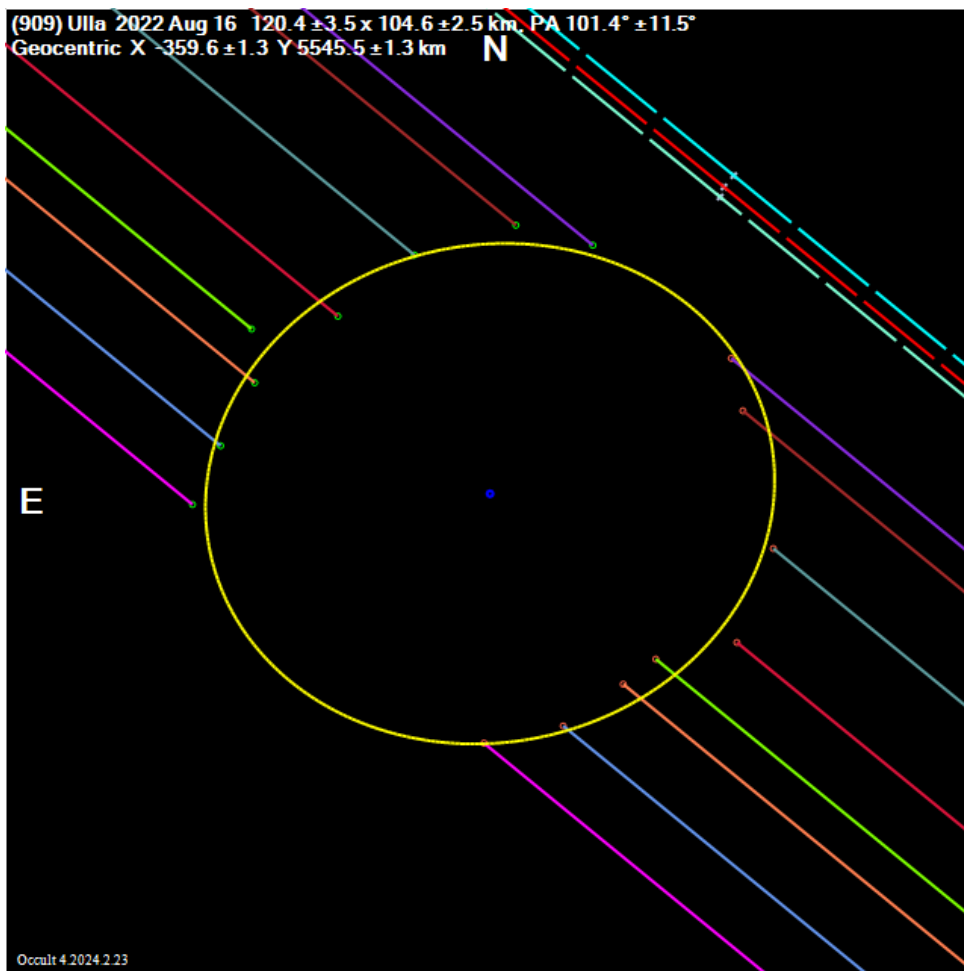 (909) Ulla 2022 Aug 16 120.4 ±3.5 x 104.6 ±2.5 km, PA 101.4° ±11.5°
Geocentric X -359.6 ±1.3 Y 5545.5 ±1.3 km
N
E
Occult 4.2024.2.23